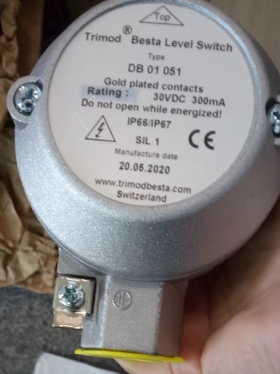 Top
Trimod® Besta Level Switch
Type
DB 01 051
Gold plated contacts
Rating : 30VDC 300mA
Do not open while energized!
IP66/IP67
SIL 1
CE
Manufacture date
20.05.2020
www.trimodbesta.com
Switzerland